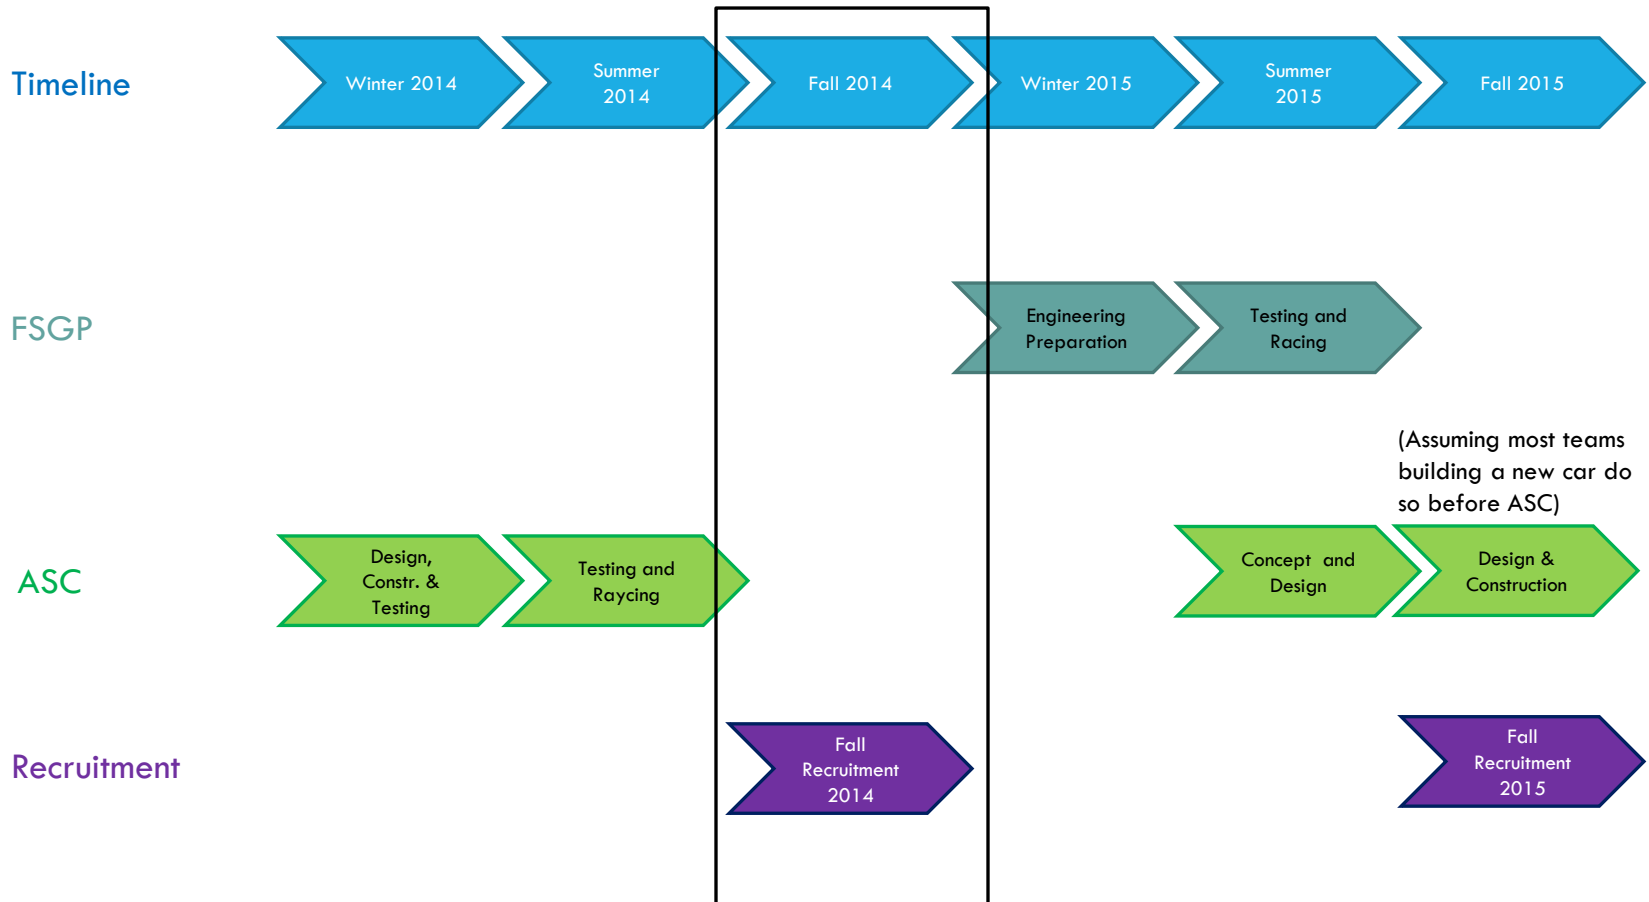 Timeline
Winter 2014
Summer
2014
Fall 2014
Winter 2015
Summer
2015
Fall 2015
FSGP
Engineering
Preparation
Testing and
Racing
(Assuming most teams
building a new car do
so before ASC)
ASC
Design,
Constr. &
Testing
Testing and
Raycing
Concept and
Design
Design &
Construction
Recruitment
Fall
Recruitment
2014
Fall
Recruitment
2015